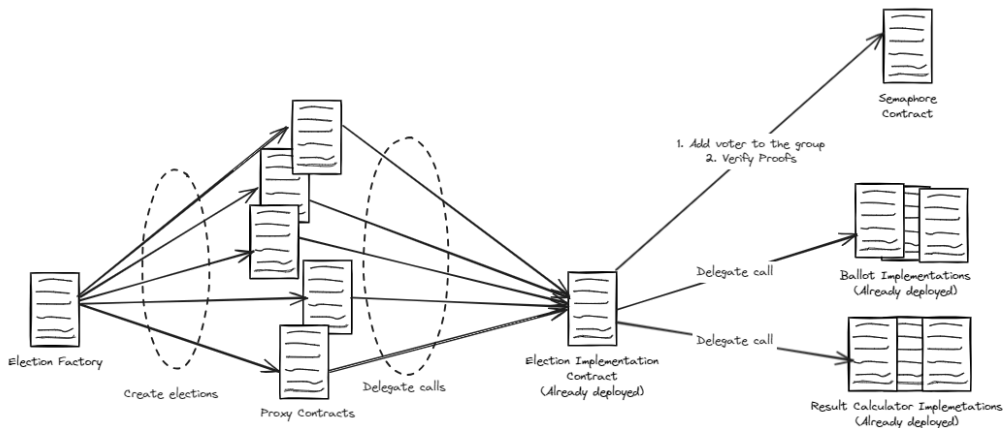 Semaphore
Contract
1. Add voter to the group
2. Verify Proofs
Delegate call
Ballot Implementations
(Already deployed)
Delegate call
Election Factory
Create elections
Proxy Contracts
Delegate calls
Election Implementation
Contract
(Already deployed)
Result Calculator Implemetations
(Already deployed)